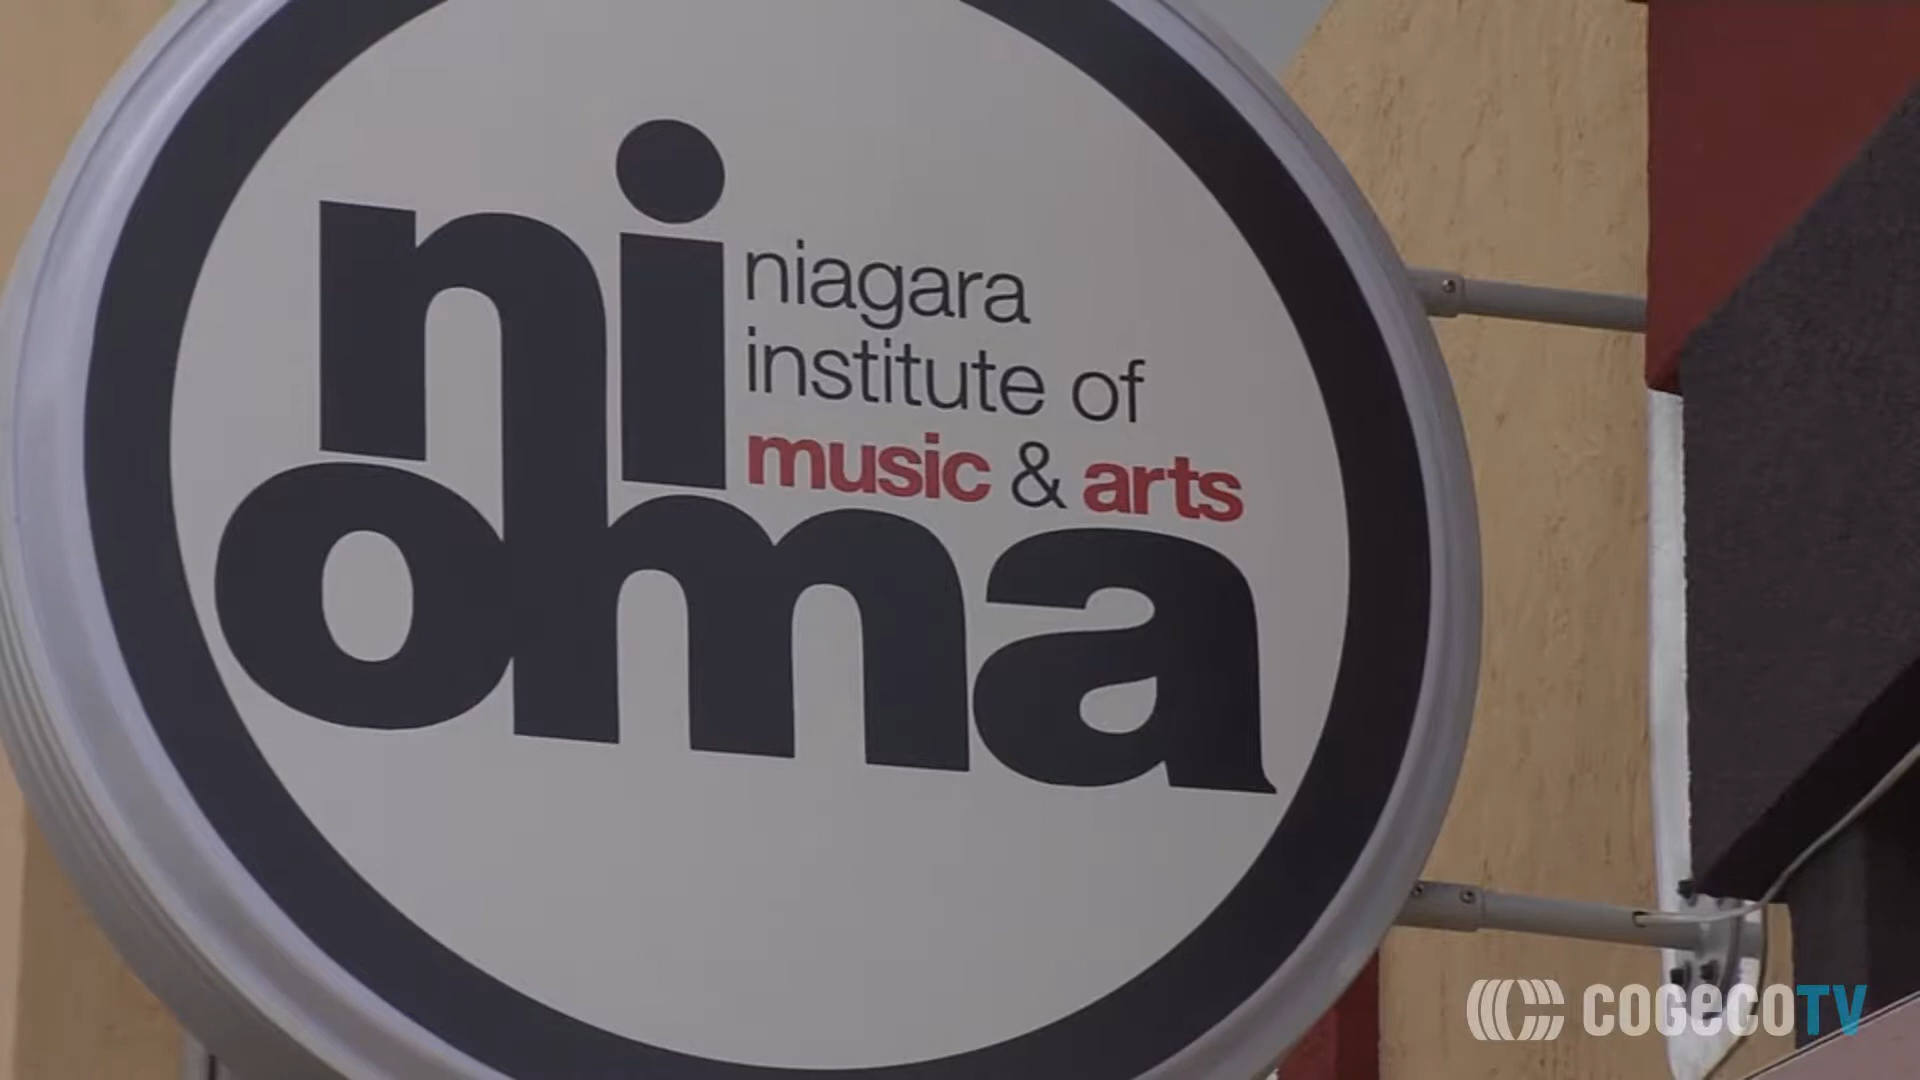 ni
niagara
institute of
music & arts
oma
COGECOTV